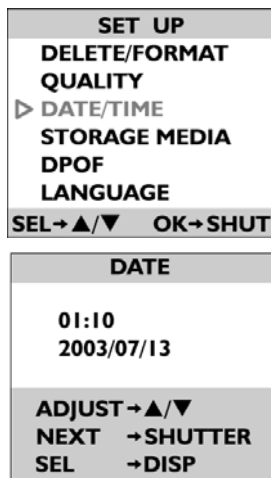 SET UP
DELETE/FORMAT
QUALITY
DATE/TIME
STORAGE MEDIA
DPOF
LANGUAGE
SEL→▲/▼ OK→SHUT
DATE
01:10
2003/07/13
ADJUST→▲/▼
NEXT →SHUTTER
SEL →DISP